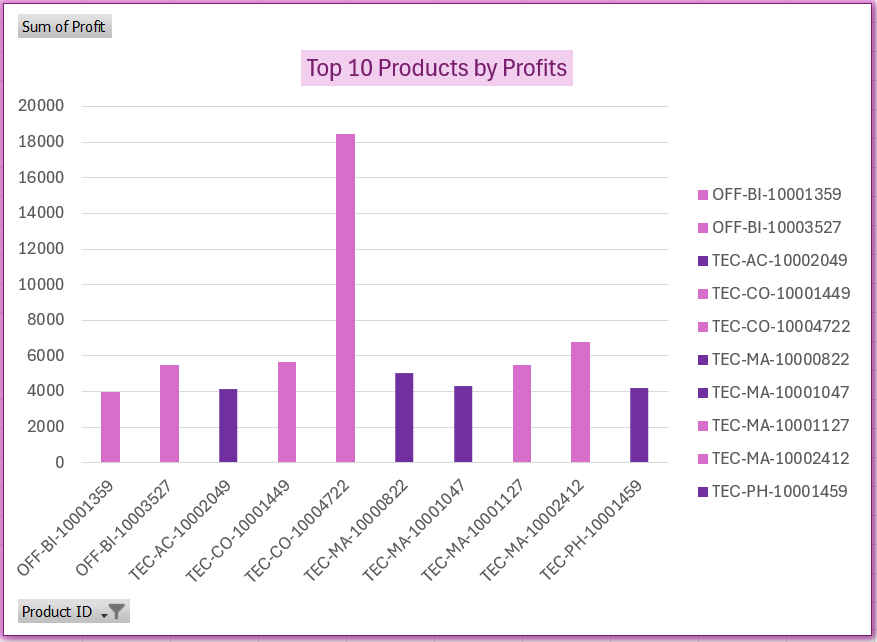 Sum of Profit
Top 10 Products by Profits
20000
18000
16000
14000
12000
10000
8000
6000
4000
2000
0
OFF-BI-10001359
OFF-BI-10003527
TEC-AC-10002049
TEC-CO-10001449
TEC-CO-10004722
TEC-MA-10000822
TEC-MA-10001047
TEC-MA-10001127
TEC-MA-10002412
TEC-PH-10001459
OFF-BI-10001359
OFF-BI-10003527
TEC-AC-10002049
TEC-CO-10001449
TEC-CO-10004722
TEC-MA-10000822
TEC-MA-10001047
TEC-MA-10001127
TEC-MA-10002412
TEC-PH-10001459
Product ID